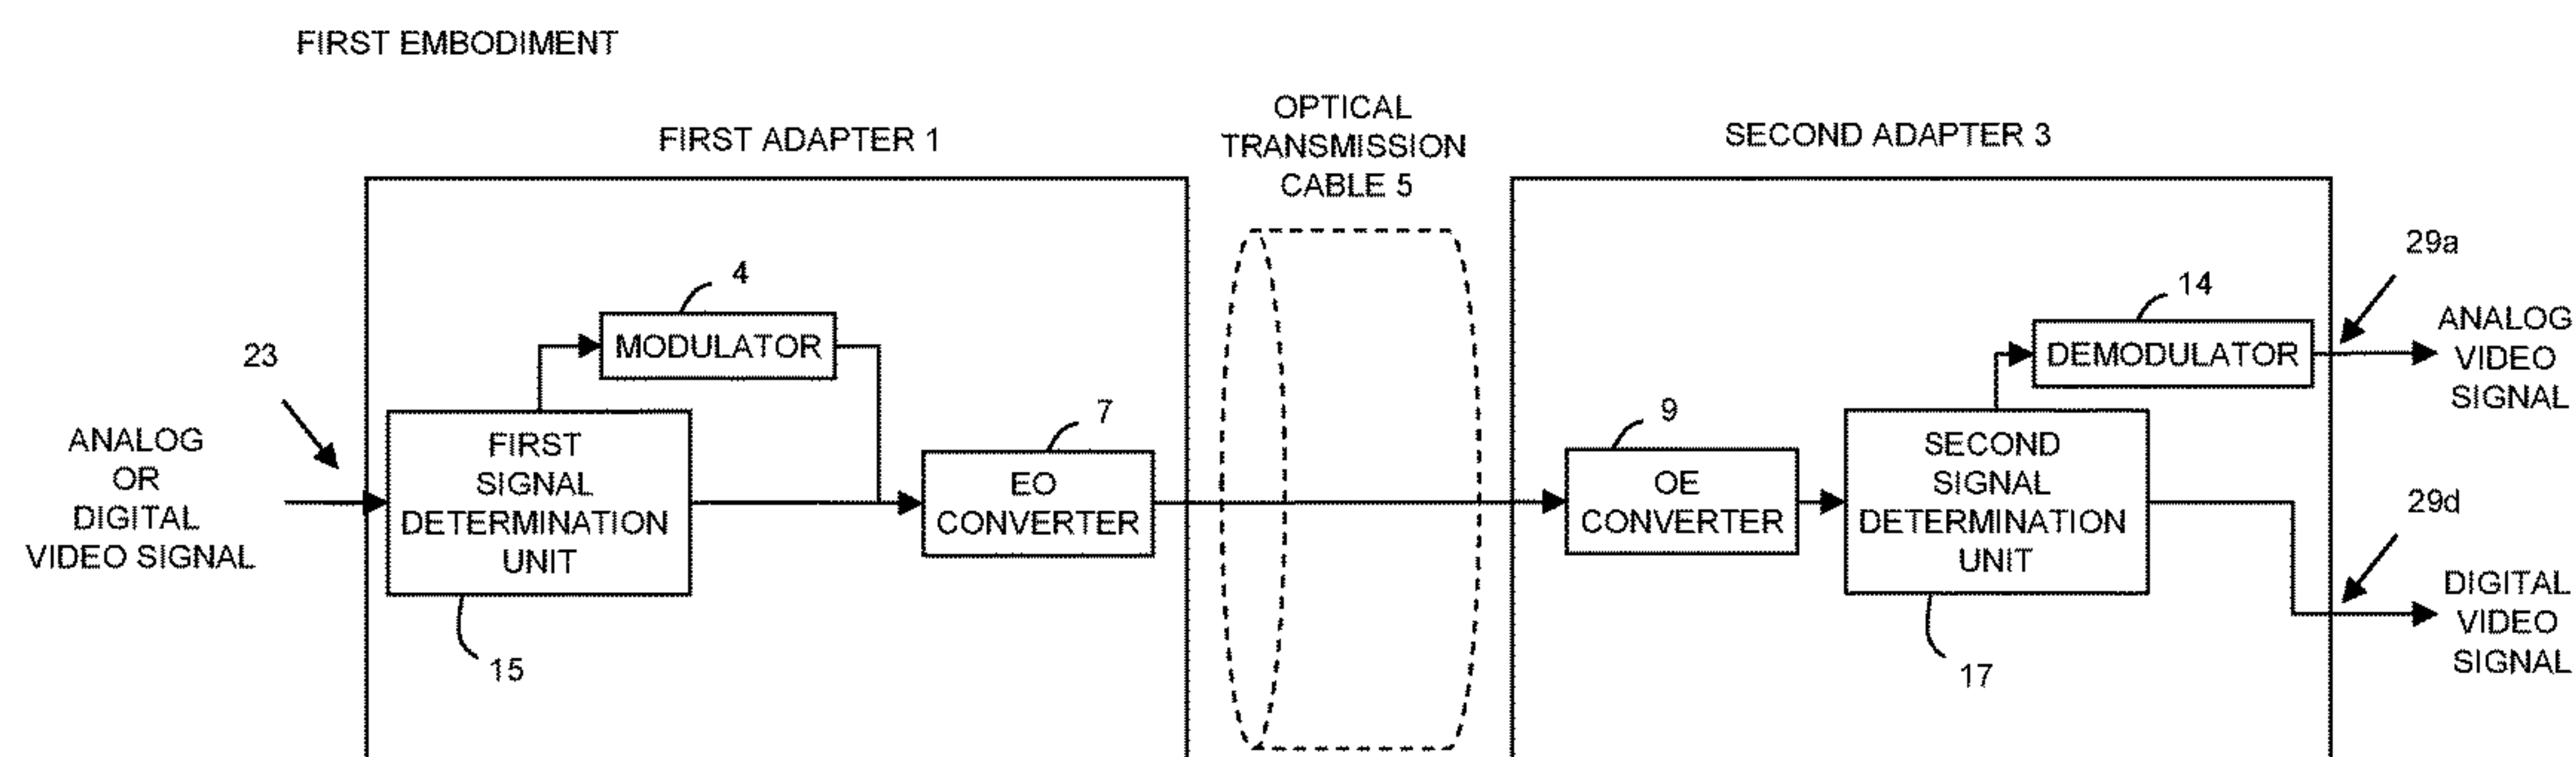 FIRST EMBODIMENT
FIRST ADAPTER 1
OPTICAL
TRANSMISSION
CABLE 5
SECOND ADAPTER 3
23
ANALOG
OR
DIGITAL
VIDEO SIGNAL
4
MODULATOR
FIRST
SIGNAL
DETERMINATION
UNIT
15
7
EO
CONVERTER
9
OE
CONVERTER
SECOND
SIGNAL
DETERMINATION
UNIT
17
14
DEMODULATOR
29a
ANALOG
VIDEO
SIGNAL
29d
DIGITAL
VIDEO
SIGNAL